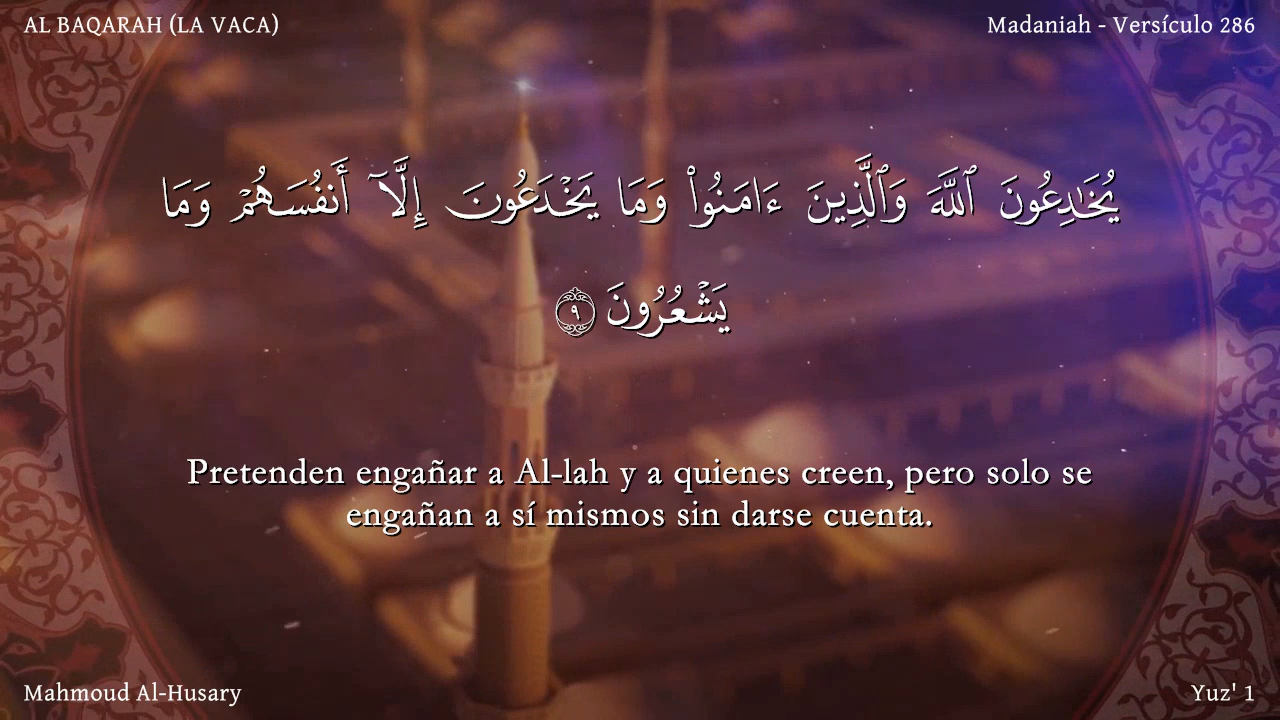 AL BAQARAH (LA VACA)
Madaniah - Versículo 286
يُخَٰدِعُونَ ٱللَّهَ وَٱلَّذِينَ ءَامَنُوا۟ وَمَا يَخْدَعُونَ إِلَّآ أَنفُسَهُمْ وَمَا
يَشْعُرُونَ ٩
Pretenden engañar a Al-lah y a quienes creen, pero solo se
engañan a sí mismos sin darse cuenta.
Mahmoud Al-Husary
Yuz' 1